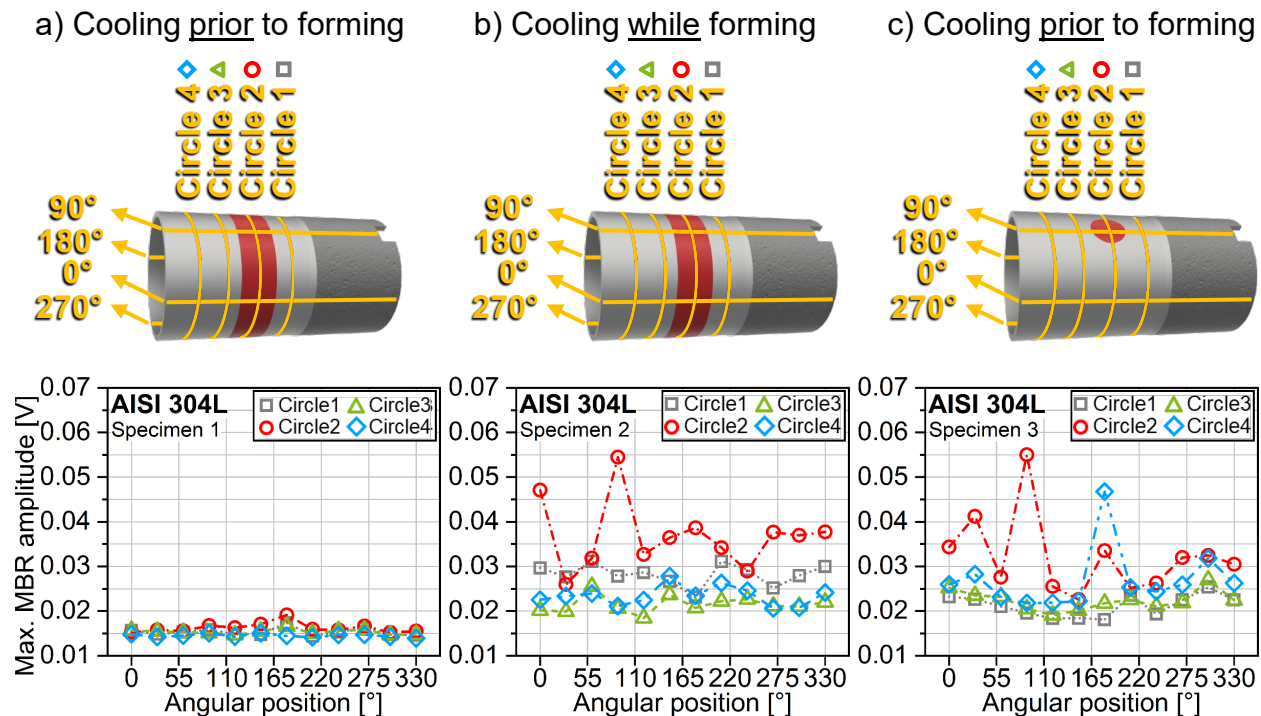 a) Cooling prior to forming
Circle 4
Circle 3
Circle 2
Circle 1
90°
180°
0°
270°
b) Cooling while forming
Circle 4
Circle 3
Circle 2
Circle 1
90°
180°
0°
270°
c) Cooling prior to forming
Circle 4
Circle 3
Circle 2
Circle 1
90°
180°
0°
270°
Max. MBR amplitude [V]
0.07
0.06
0.05
0.04
0.03
0.02
0.01
AISI 304L
Specimen 1
Circle1 Circle3
Circle2 Circle4
0 55 110 165 220 275 330
Angular position [°]
0.07
0.06
0.05
0.04
0.03
0.02
0.01
AISI 304L
Specimen 2
Circle1 Circle3
Circle2 Circle4
0 55 110 165 220 275 330
Angular position [°]
0.07
0.06
0.05
0.04
0.03
0.02
0.01
AISI 304L
Specimen 3
Circle1 Circle3
Circle2 Circle4
0 55 110 165 220 275 330
Angular position [°]